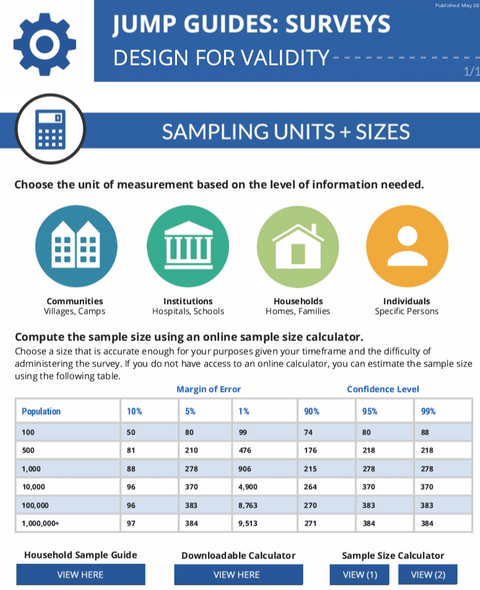 Published May 20
JUMP GUIDES: SURVEYS
DESIGN FOR VALIDITY
1/1
SAMPLING UNITS + SIZES
Choose the unit of measurement based on the level of information needed.
Communities Institutions Households Individuals
Villages, Camps Hospitals, Schools Homes, Families Specific Persons
Compute the sample size using an online sample size calculator.
Choose a size that is accurate enough for your purposes given your timeframe and the difficulty of
administering the survey. If you do not have access to an online calculator, you can estimate the sample size
using the following table.
Margin of Error Confidence Level
Population 10% 5% 1% 90% 95% 99%
100 50 80 99 74 80 88
500 81 210 476 176 218 218
1,000 88 278 906 215 278 278
10,000 96 370 4,900 264 370 370
100,000 96 383 8,763 270 383 383
1,000,000+ 97 384 9,513 271 384 384
Household Sample Guide Downloadable Calculator Sample Size Calculator
VIEW HERE VIEW HERE VIEW (1) VIEW (2)